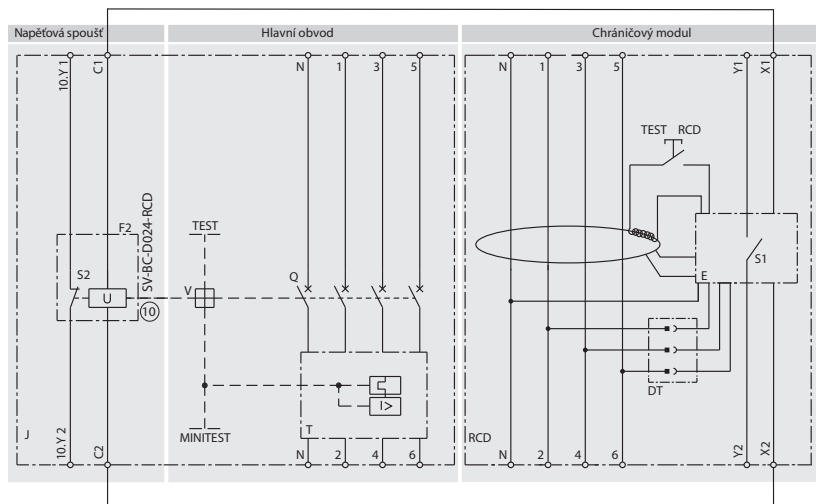 Napěťová spoušť
Hlavní obvod
Chráničový modul
10.Y 1
C1
N
1
3
5
N
1
3
5
Y1
X1
TEST RCD
F2
SV-BC-D024-RCD
TEST
S2
U
10
V
Q
S1
E
I>
DT
T
MINITEST
J
RCD
10.Y 2
C2
N
2
4
6
N
2
4
6
Y2
X2